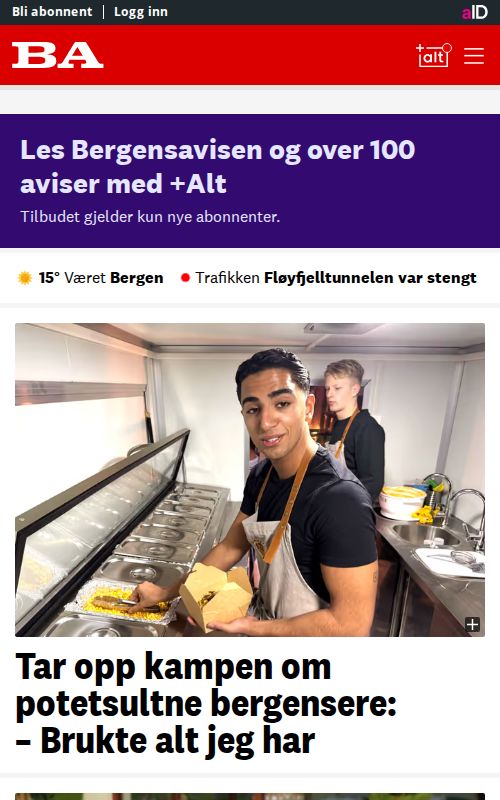 Bli abonnent | Logg inn aID
BA +alt
Les Bergensavisen og over 100
aviser med +Alt
Tilbudet gjelder kun nye abonnenter.
15° Været Bergen Trafikken Fløyfjelltunnelen var stengt
Tar opp kampen om
potetsultne bergensere:
– Brukte alt jeg har